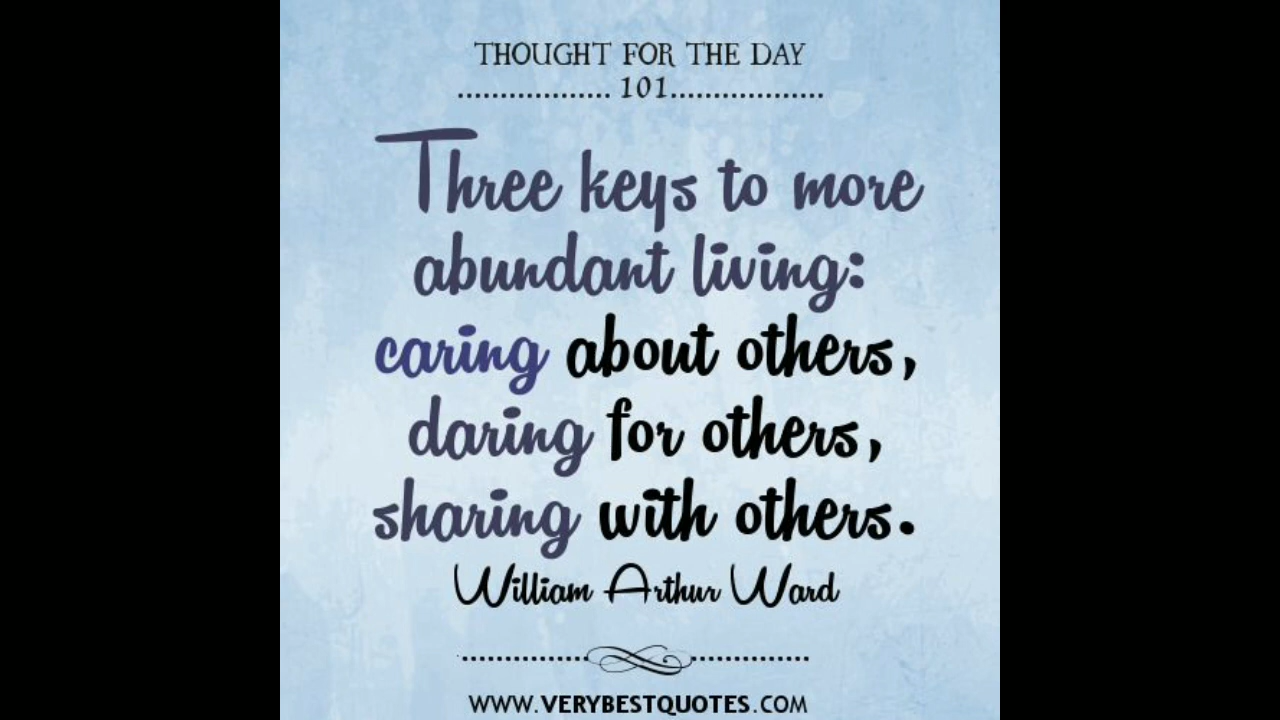 THOUGHT FOR THE DAY
.................. 101..................
Three keys to more
abundant living:
caring about others,
daring for others,
sharing with others.
William Arthur Ward
WWW.VERYBESTQUOTES.COM